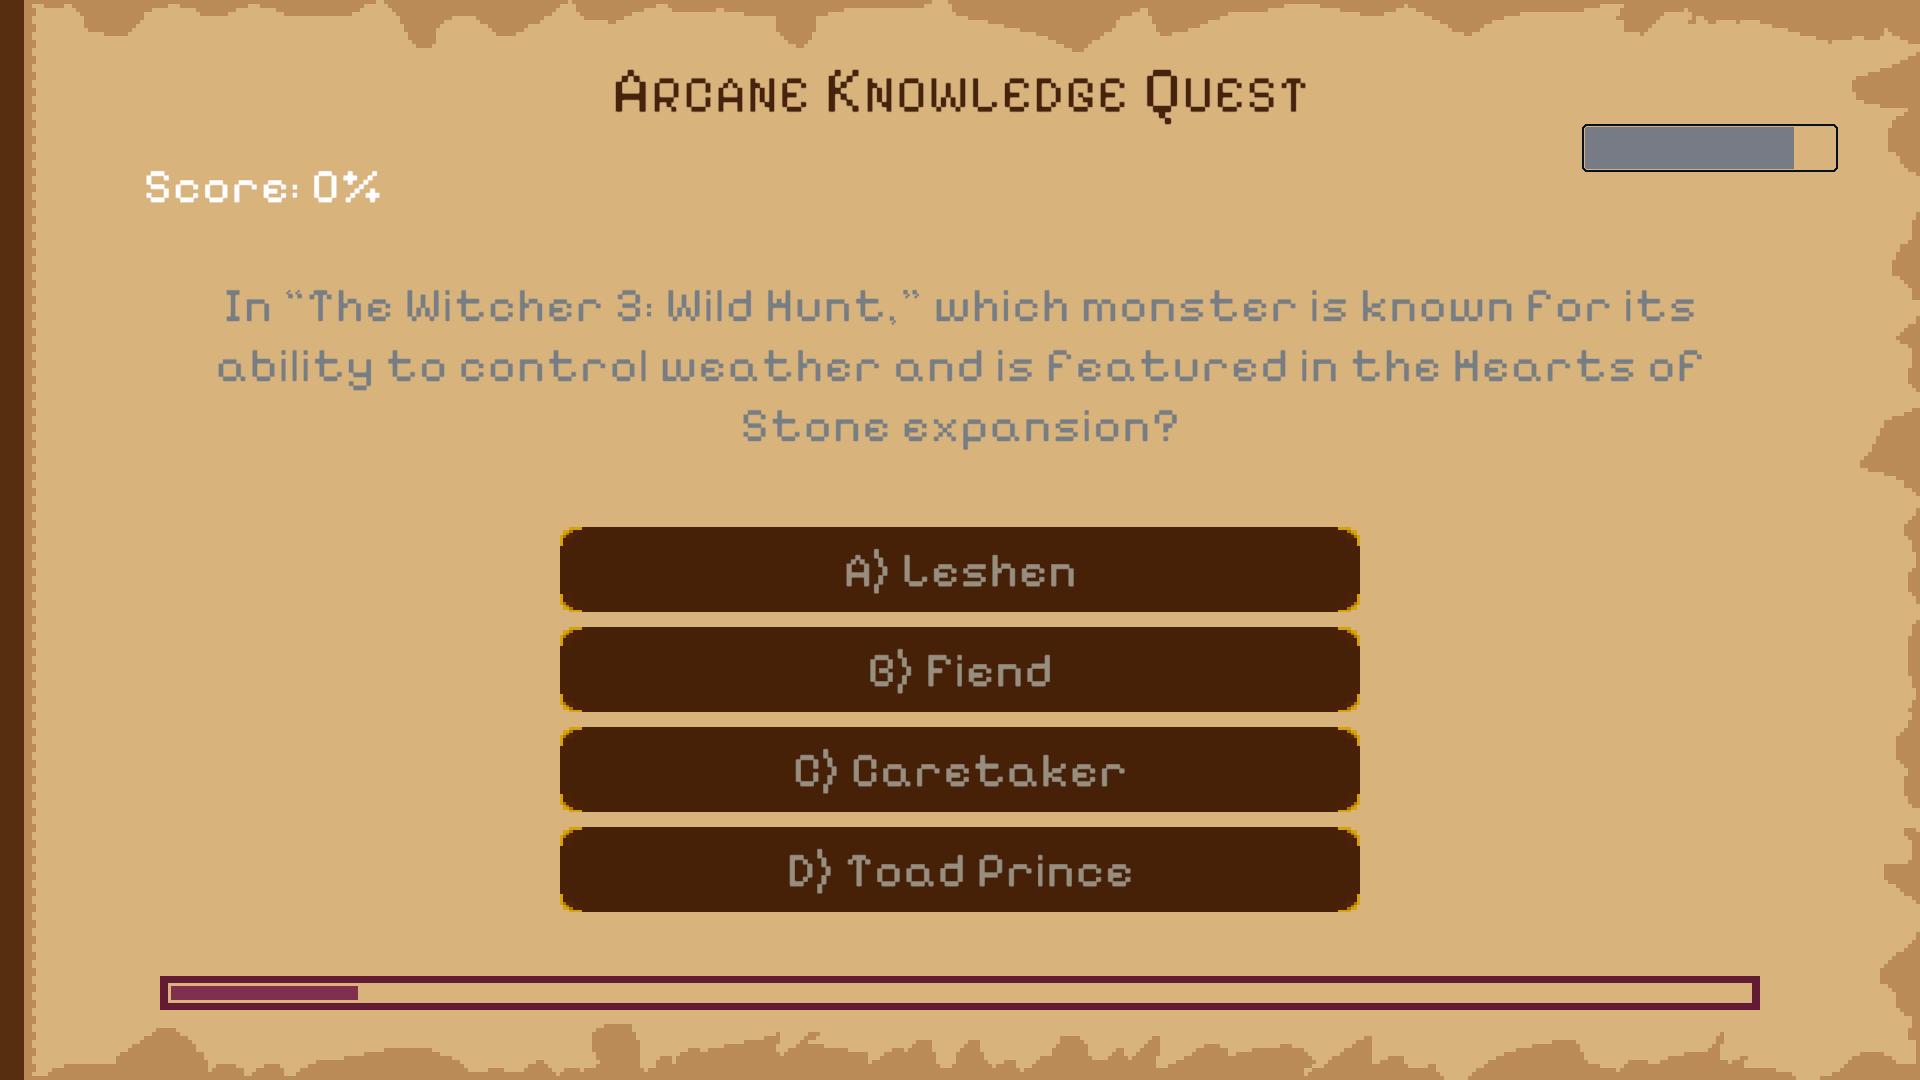 Arcane Knowledge Quest
Score: 0%
In “The Witcher 3: Wild Hunt,” which monster is known for its
ability to control weather and is featured in the Hearts of
Stone expansion?
A) Leshen
B) Fiend
C) Caretaker
D) Toad Prince